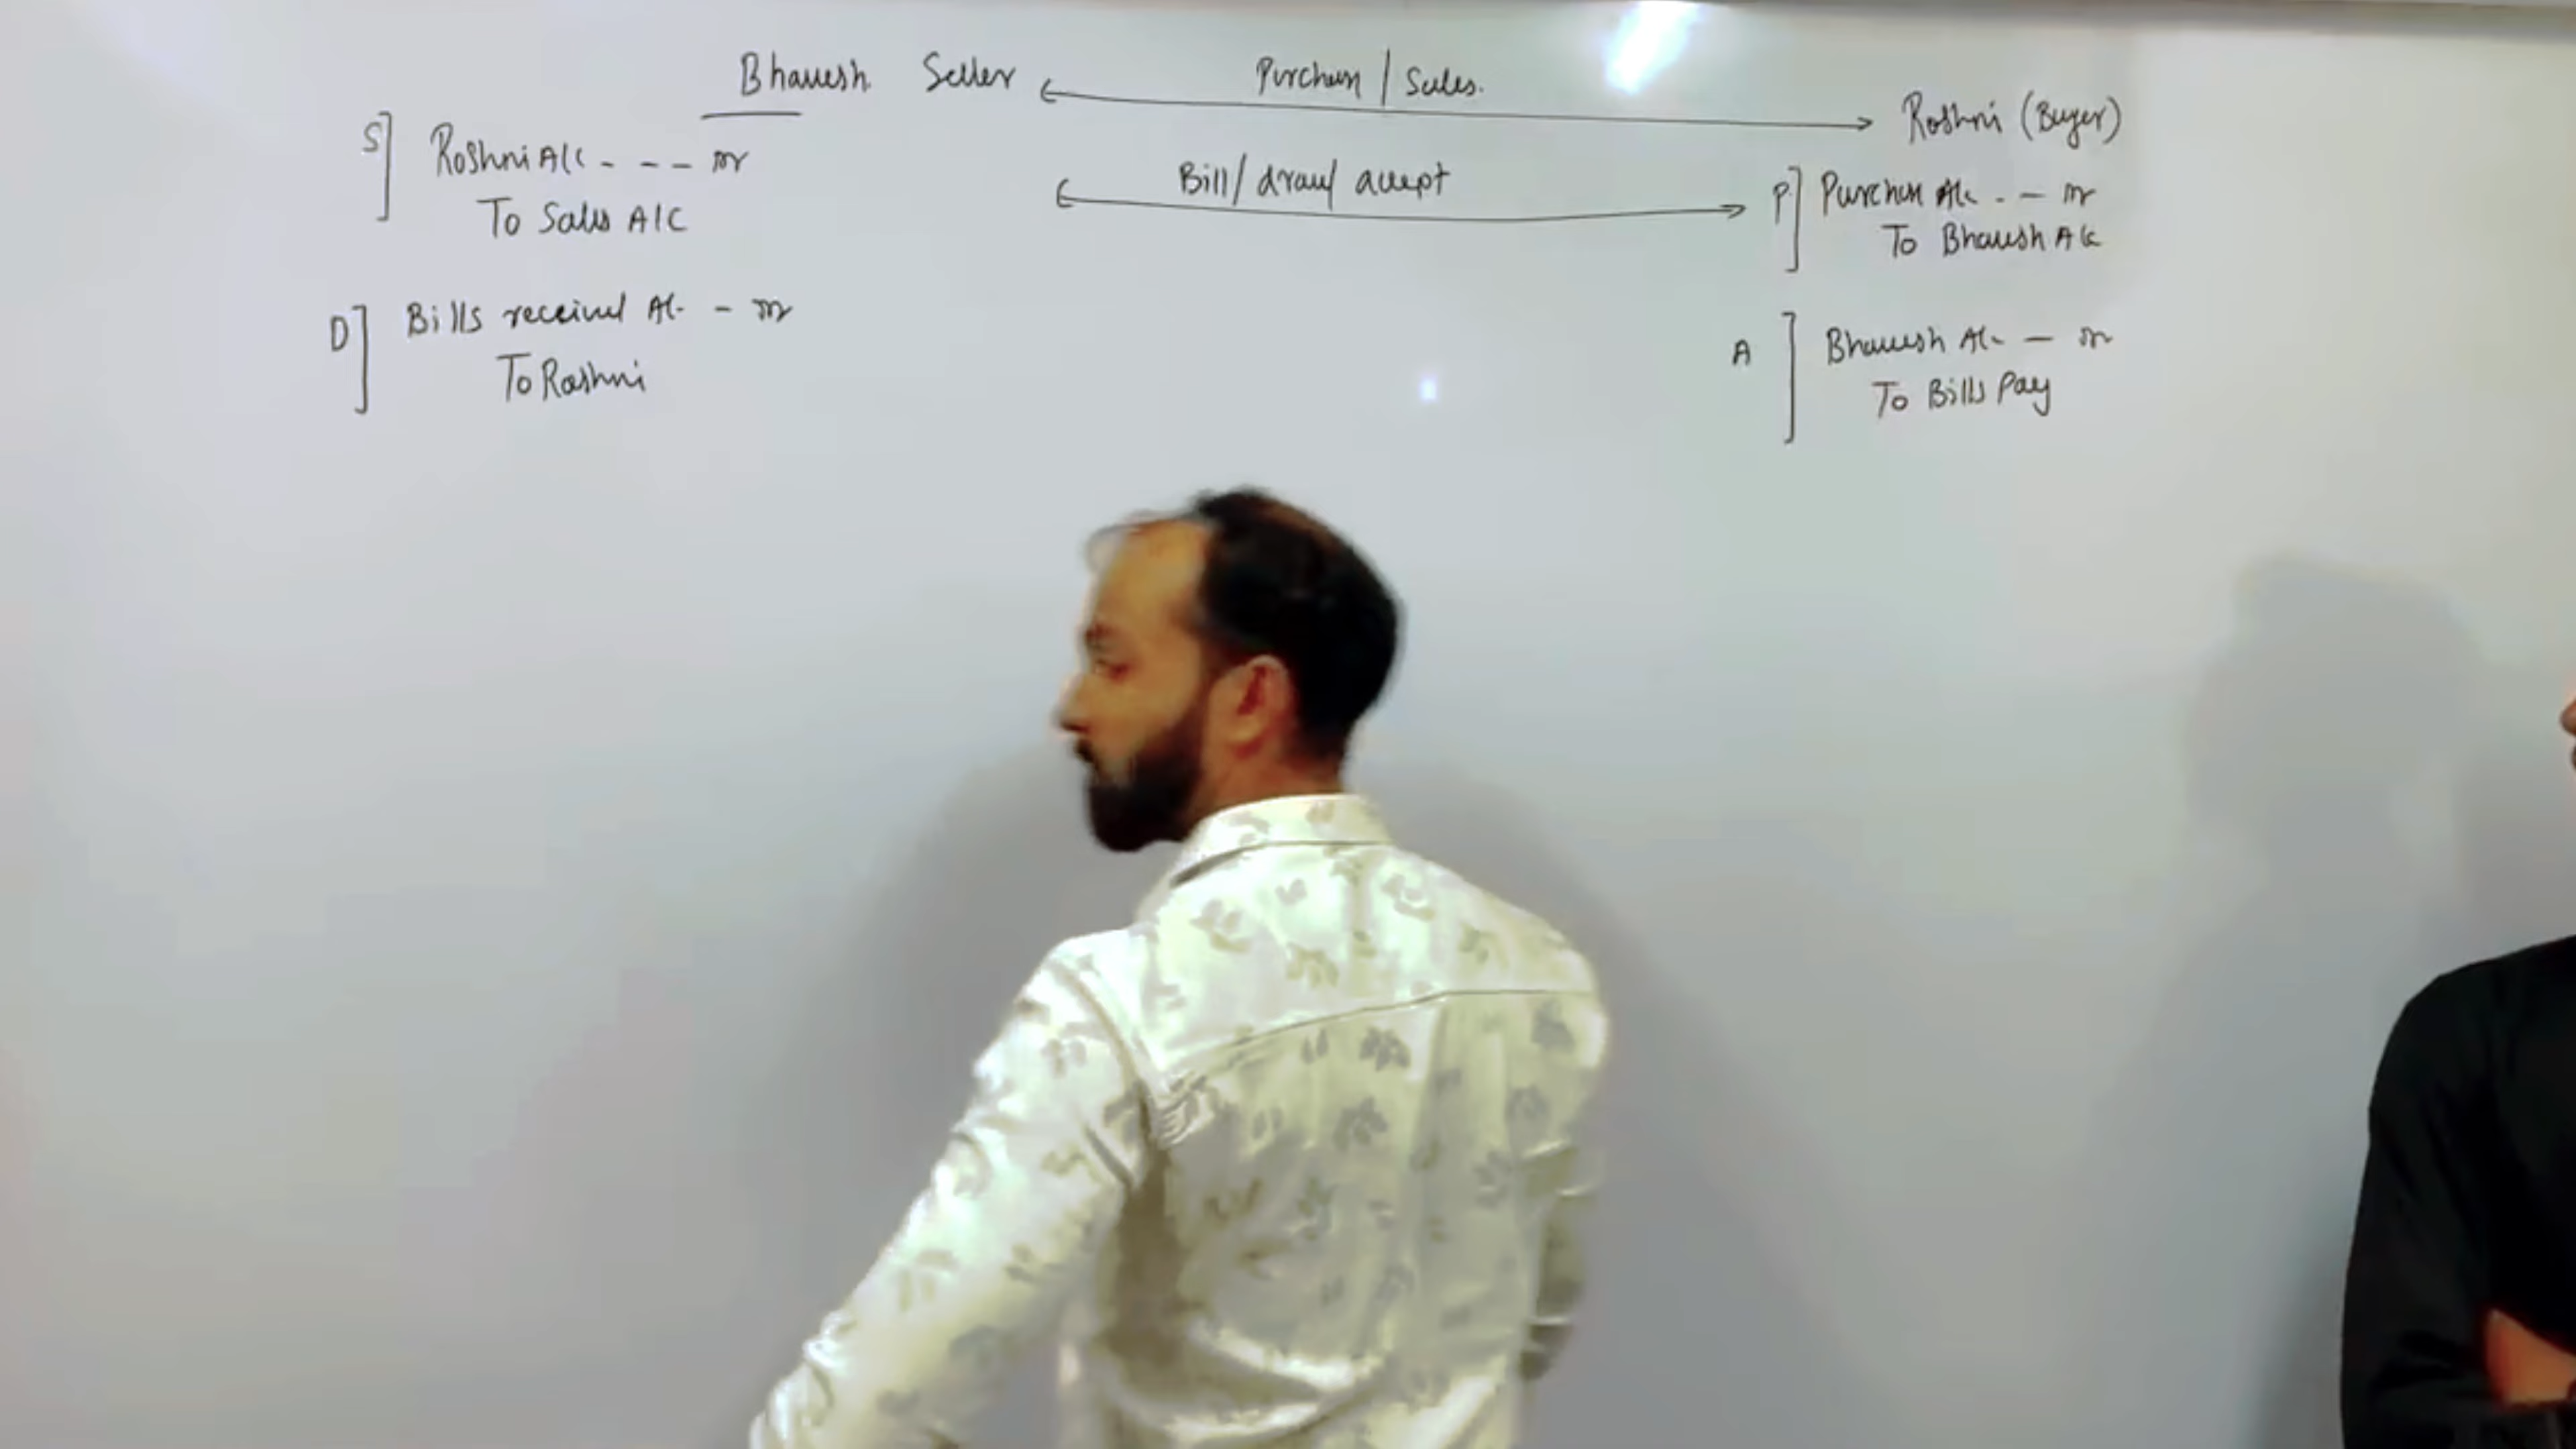 Bhavesh Seller
Purchase / Sales.
Roshni (Buyer)
S] Roshni A/C - - - Dr
To Sales A/C
Bill/ draw/ accept
P] Purchase A/c - - Dr
To Bhavesh A/c
D] Bills receivel A/c - Dr
To Roshni
A ] Bhavesh A/c - Dr
To Bills Pay